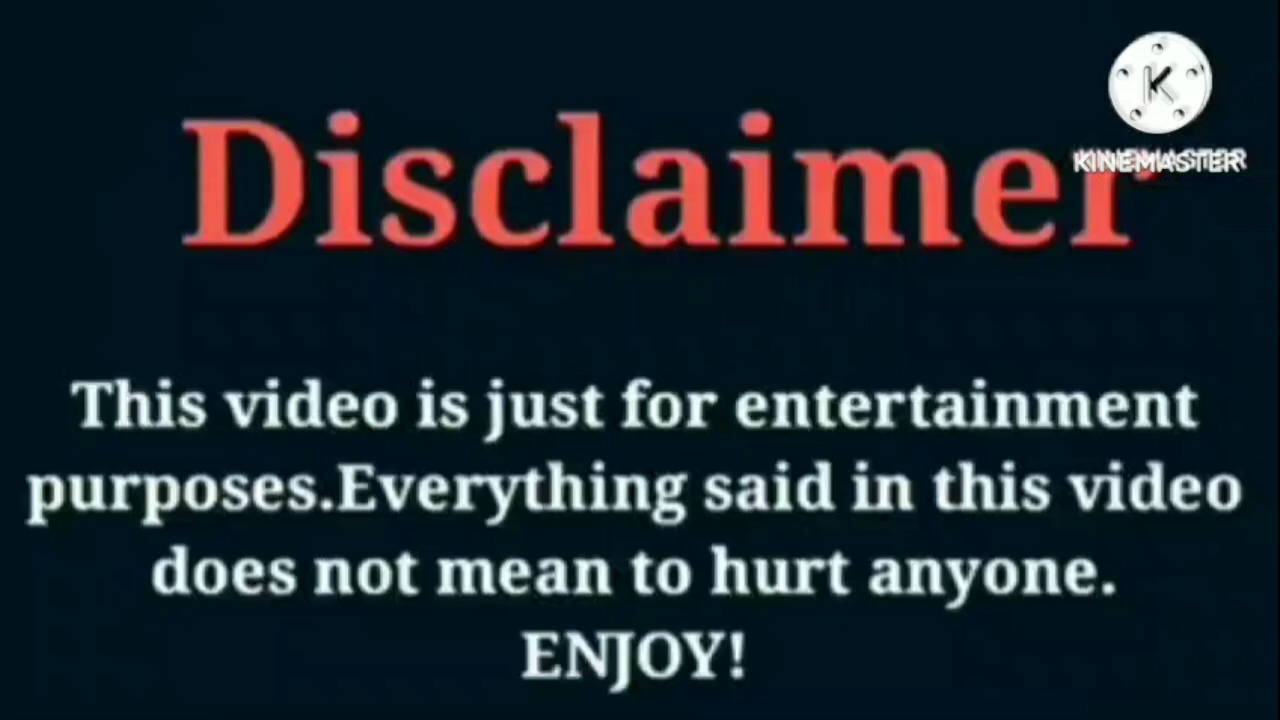 K
KINEMASTER
Disclaimer
This video is just for entertainment
purposes.Everything said in this video
does not mean to hurt anyone.
ENJOY!